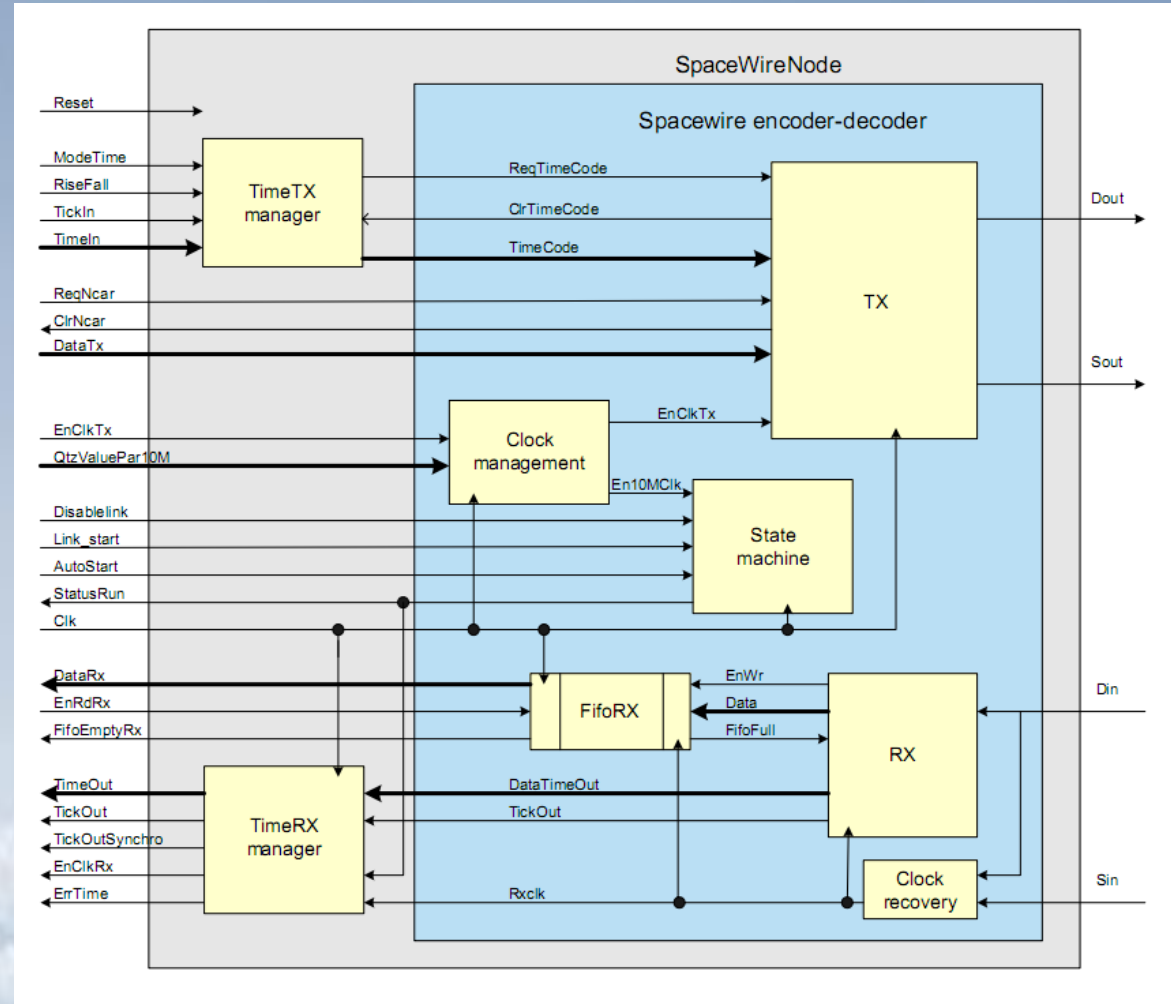 SpaceWireNode
Spacewire encoder-decoder
Reset
ModeTime
RiseFall
TickIn
TimeIn
TimeTX
manager
ReqTimeCode
ClrTimeCode
TimeCode
TX
Dout
Sout
ReqNcar
ClrNcar
DataTx
EnClkTx
QtzValuePar10M
Clock
management
EnClkTx
En10MClk
Disablelink
Link_start
AutoStart
StatusRun
Clk
State
machine
DataRx
EnRdRx
FifoEmptyRx
FifoRX
EnWr
Data
FifoFull
RX
Din
TimeOut
TickOut
TickOutSynchro
EnClkRx
ErrTime
TimeRX
manager
DataTimeOut
TickOut
Rxclk
Clock
recovery
Sin